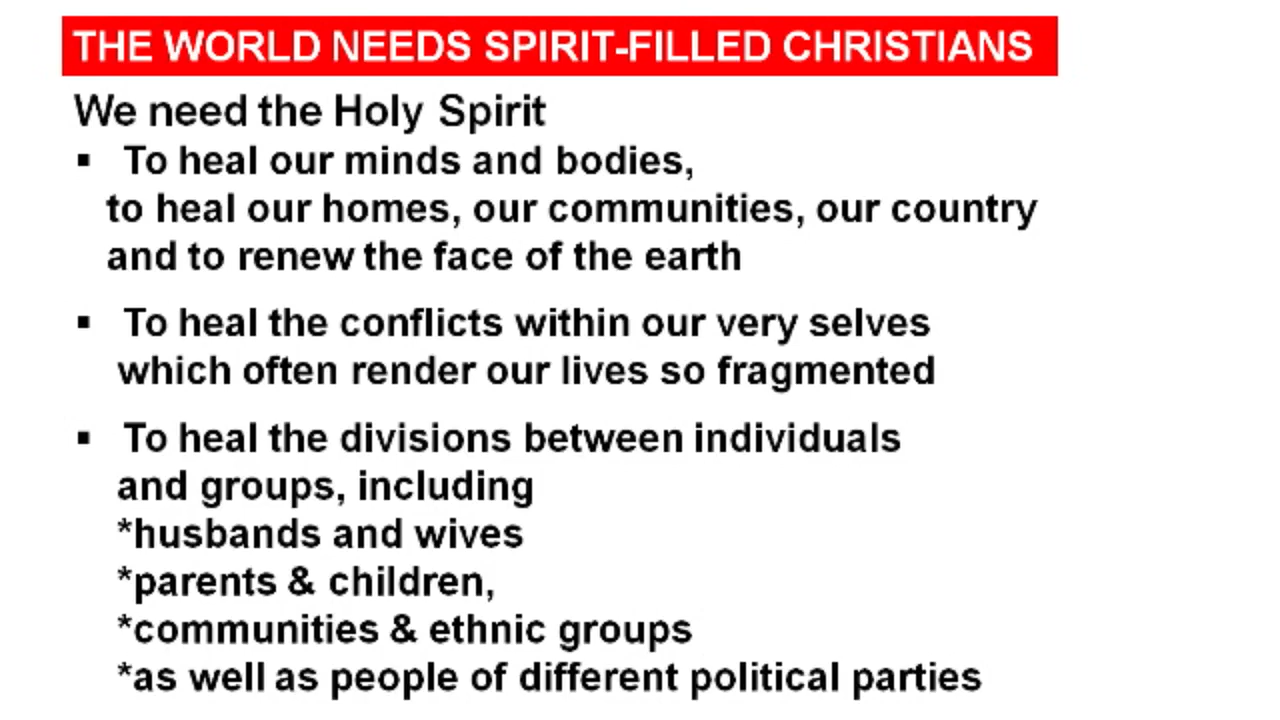 THE WORLD NEEDS SPIRIT-FILLED CHRISTIANS
We need the Holy Spirit
▪ To heal our minds and bodies,
to heal our homes, our communities, our country
and to renew the face of the earth
▪ To heal the conflicts within our very selves
which often render our lives so fragmented
▪ To heal the divisions between individuals
and groups, including
*husbands and wives
*parents & children,
*communities & ethnic groups
*as well as people of different political parties